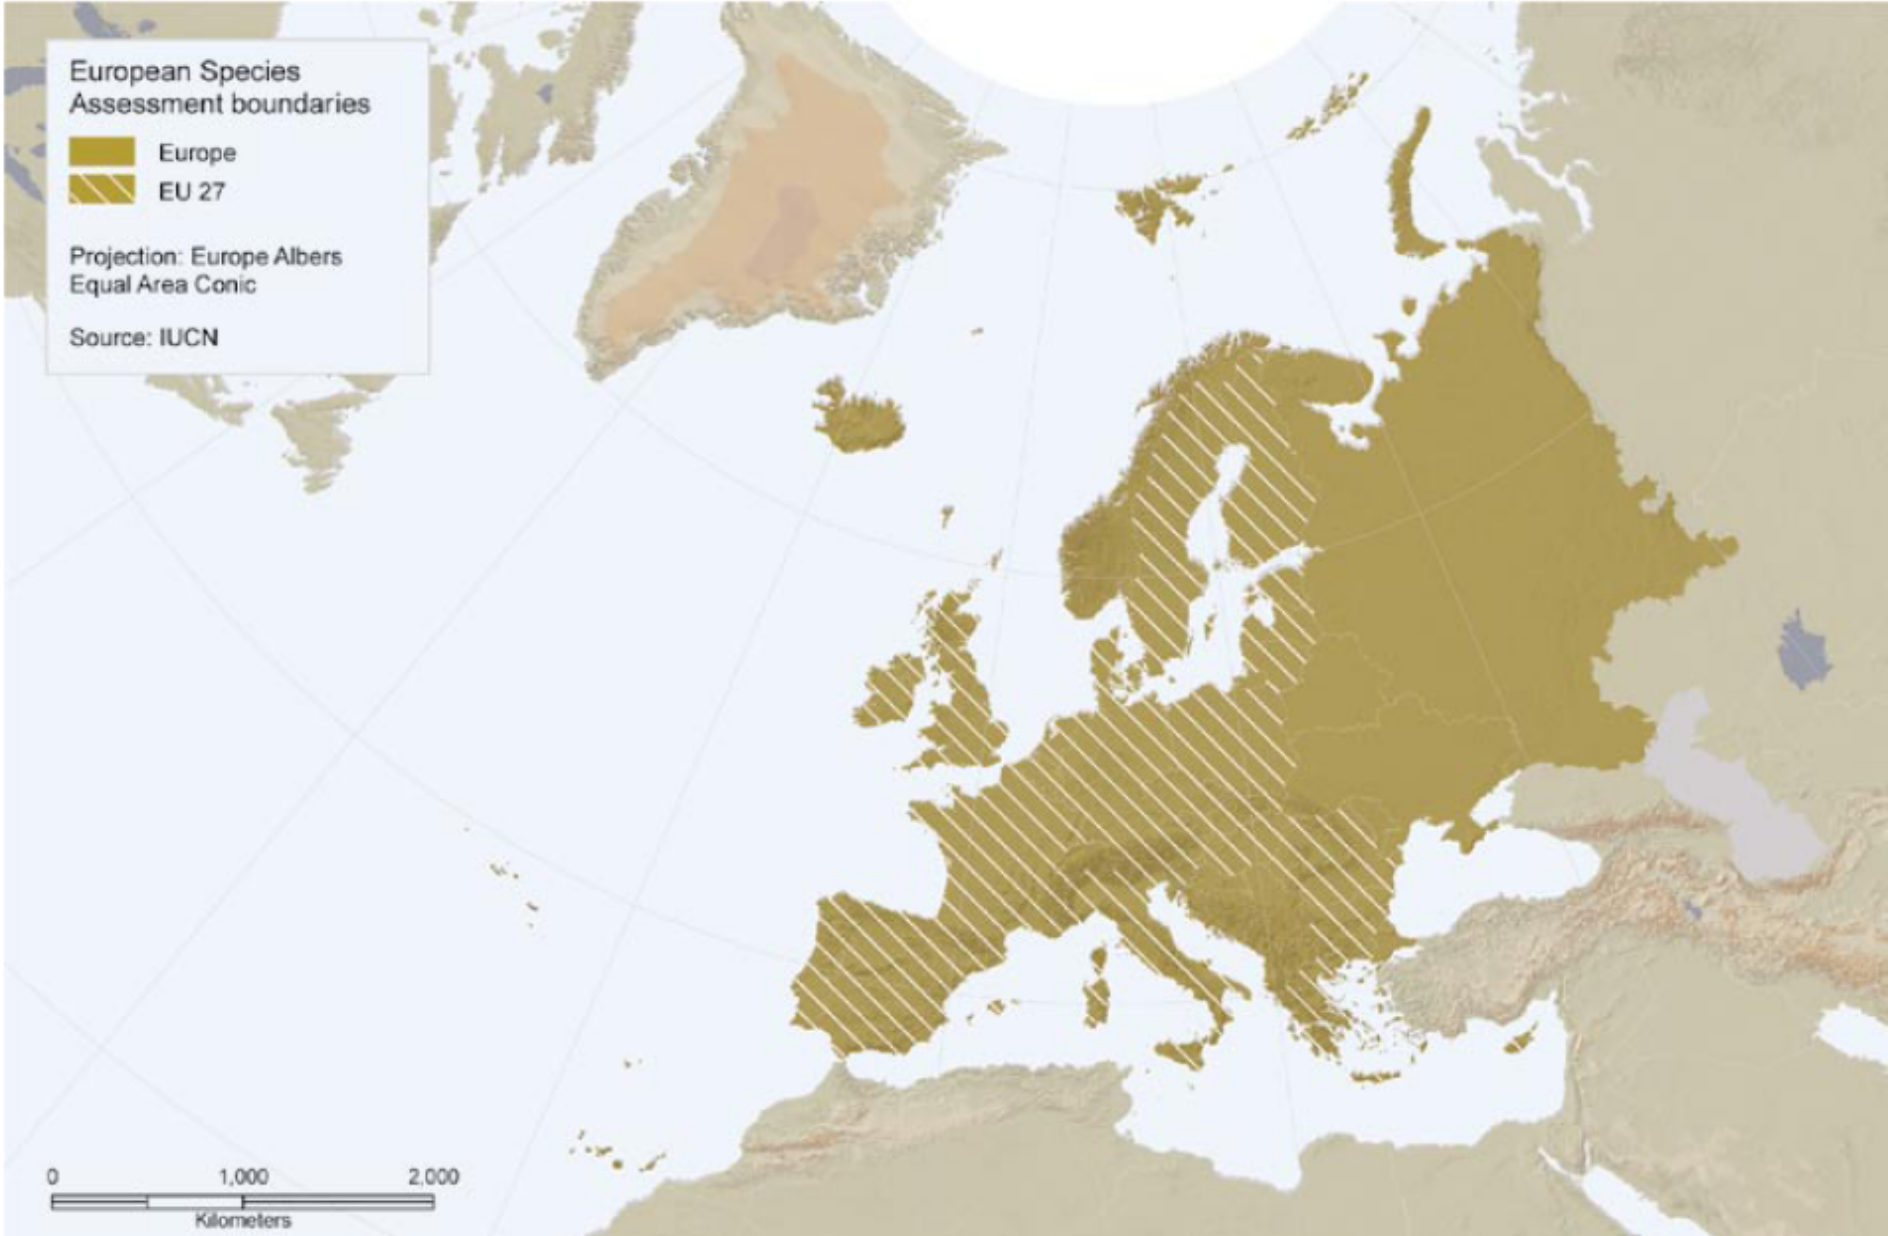 European Species
Assessment boundaries
Europe
EU 27
Projection: Europe Albers
Equal Area Conic
Source: IUCN
0 1,000 2,000
Kilometers